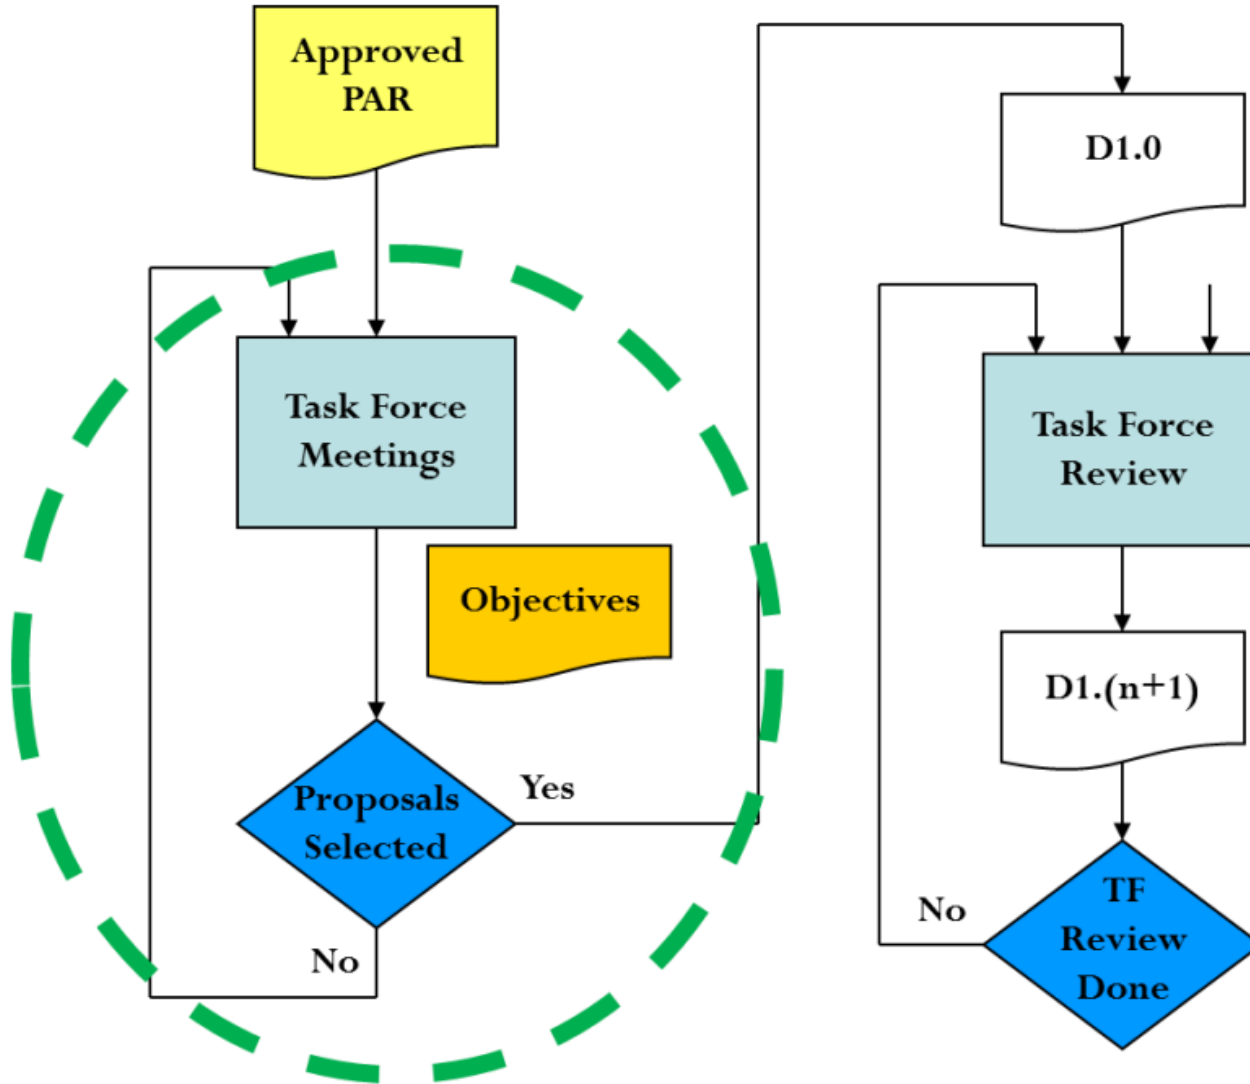 Approved
PAR
Task Force
Meetings
Objectives
Proposals
Selected
Yes
No
D1.0
Task Force
Review
D1.(n+1)
TF
Review
Done
No